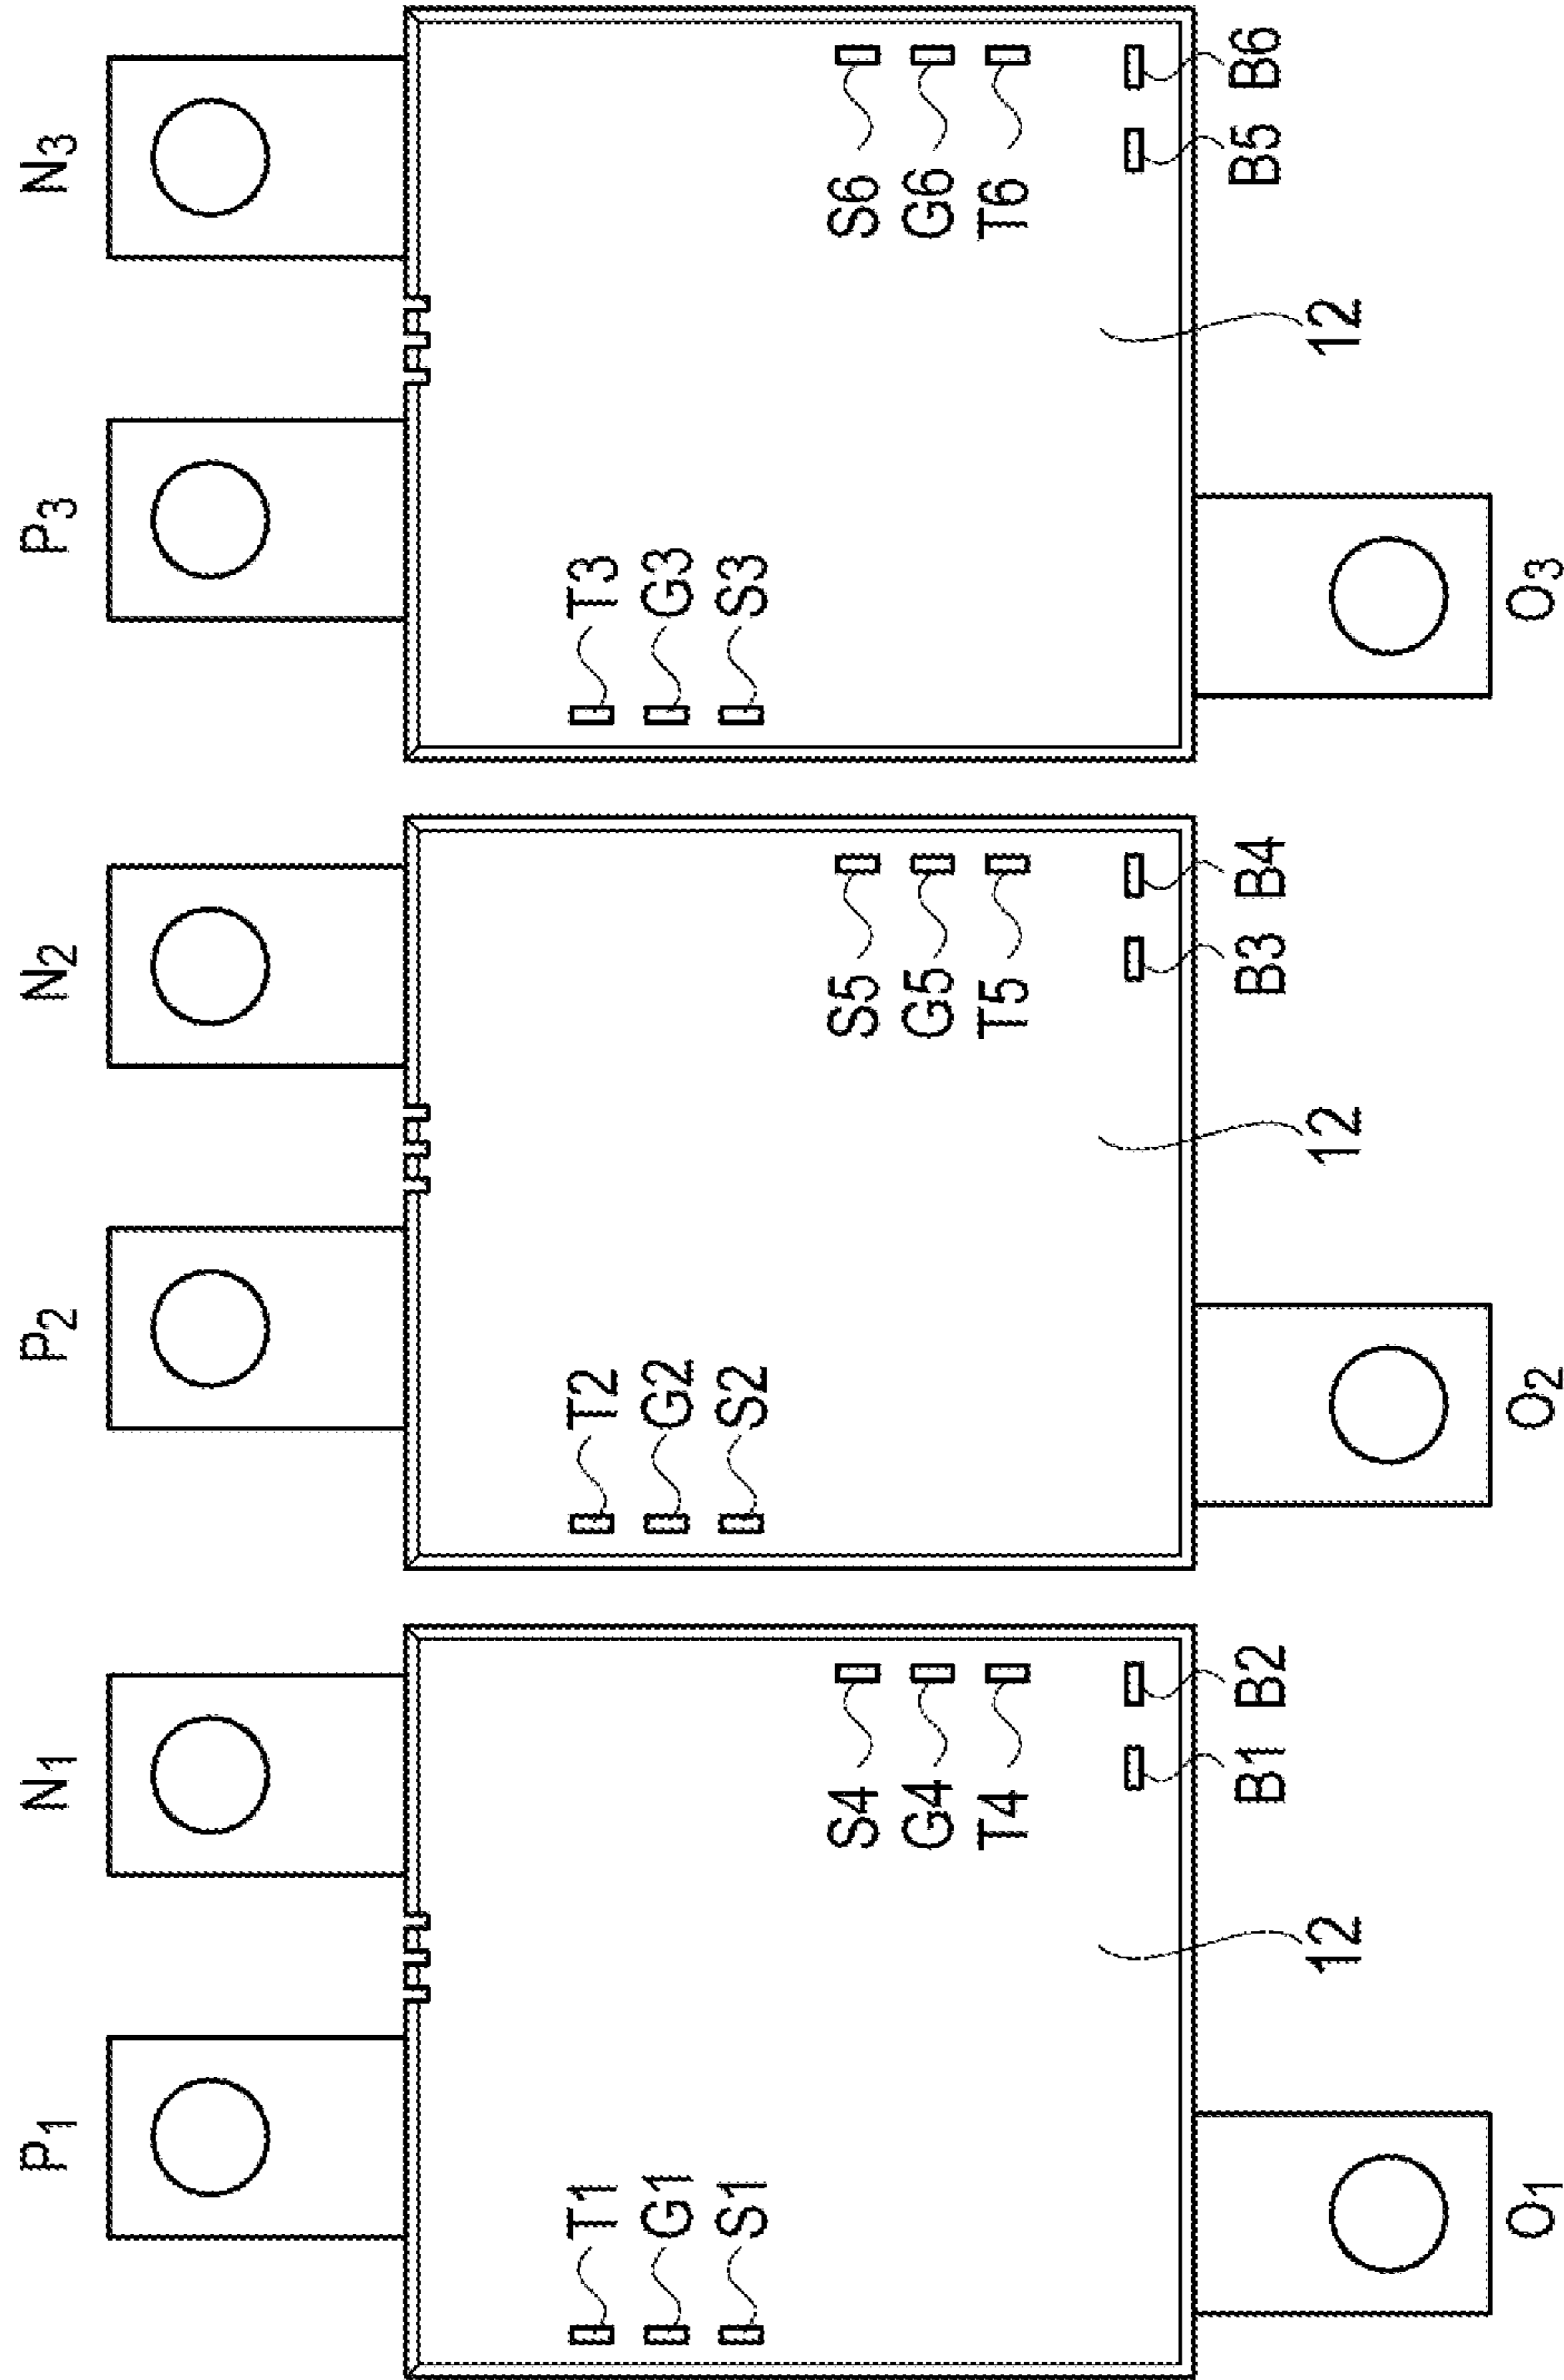 P1 N1 P2 N2 P3 N3
T1 T2 T3
G1 G2 G3
S1 S2 S3
S4 S5 S6
G4 G5 G6
T4 T5 T6
B1 B2 B3 B4 B5 B6
12 12 12
O1 O2 O3